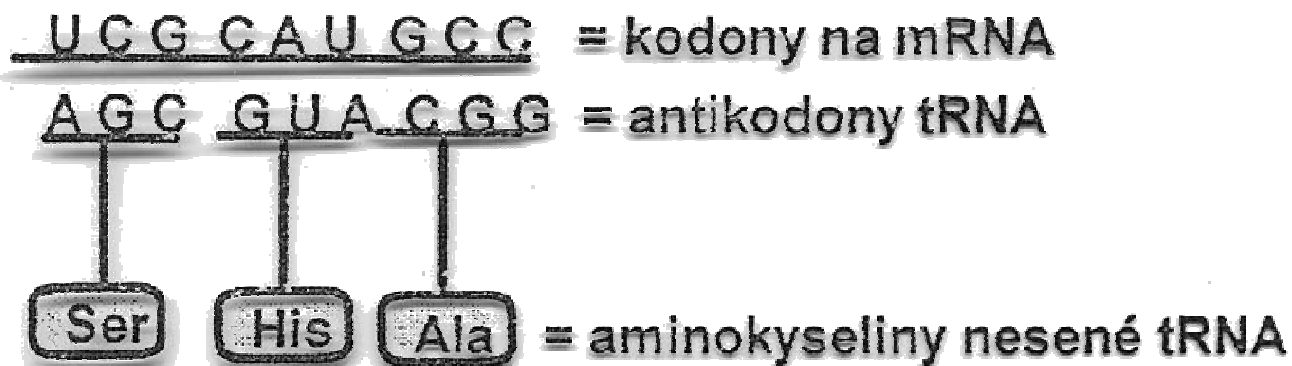 UCG CAU GCC = kodony na mRNA
AGC GUA CGG = antikodony tRNA
Ser His Ala = aminokyseliny nesené tRNA